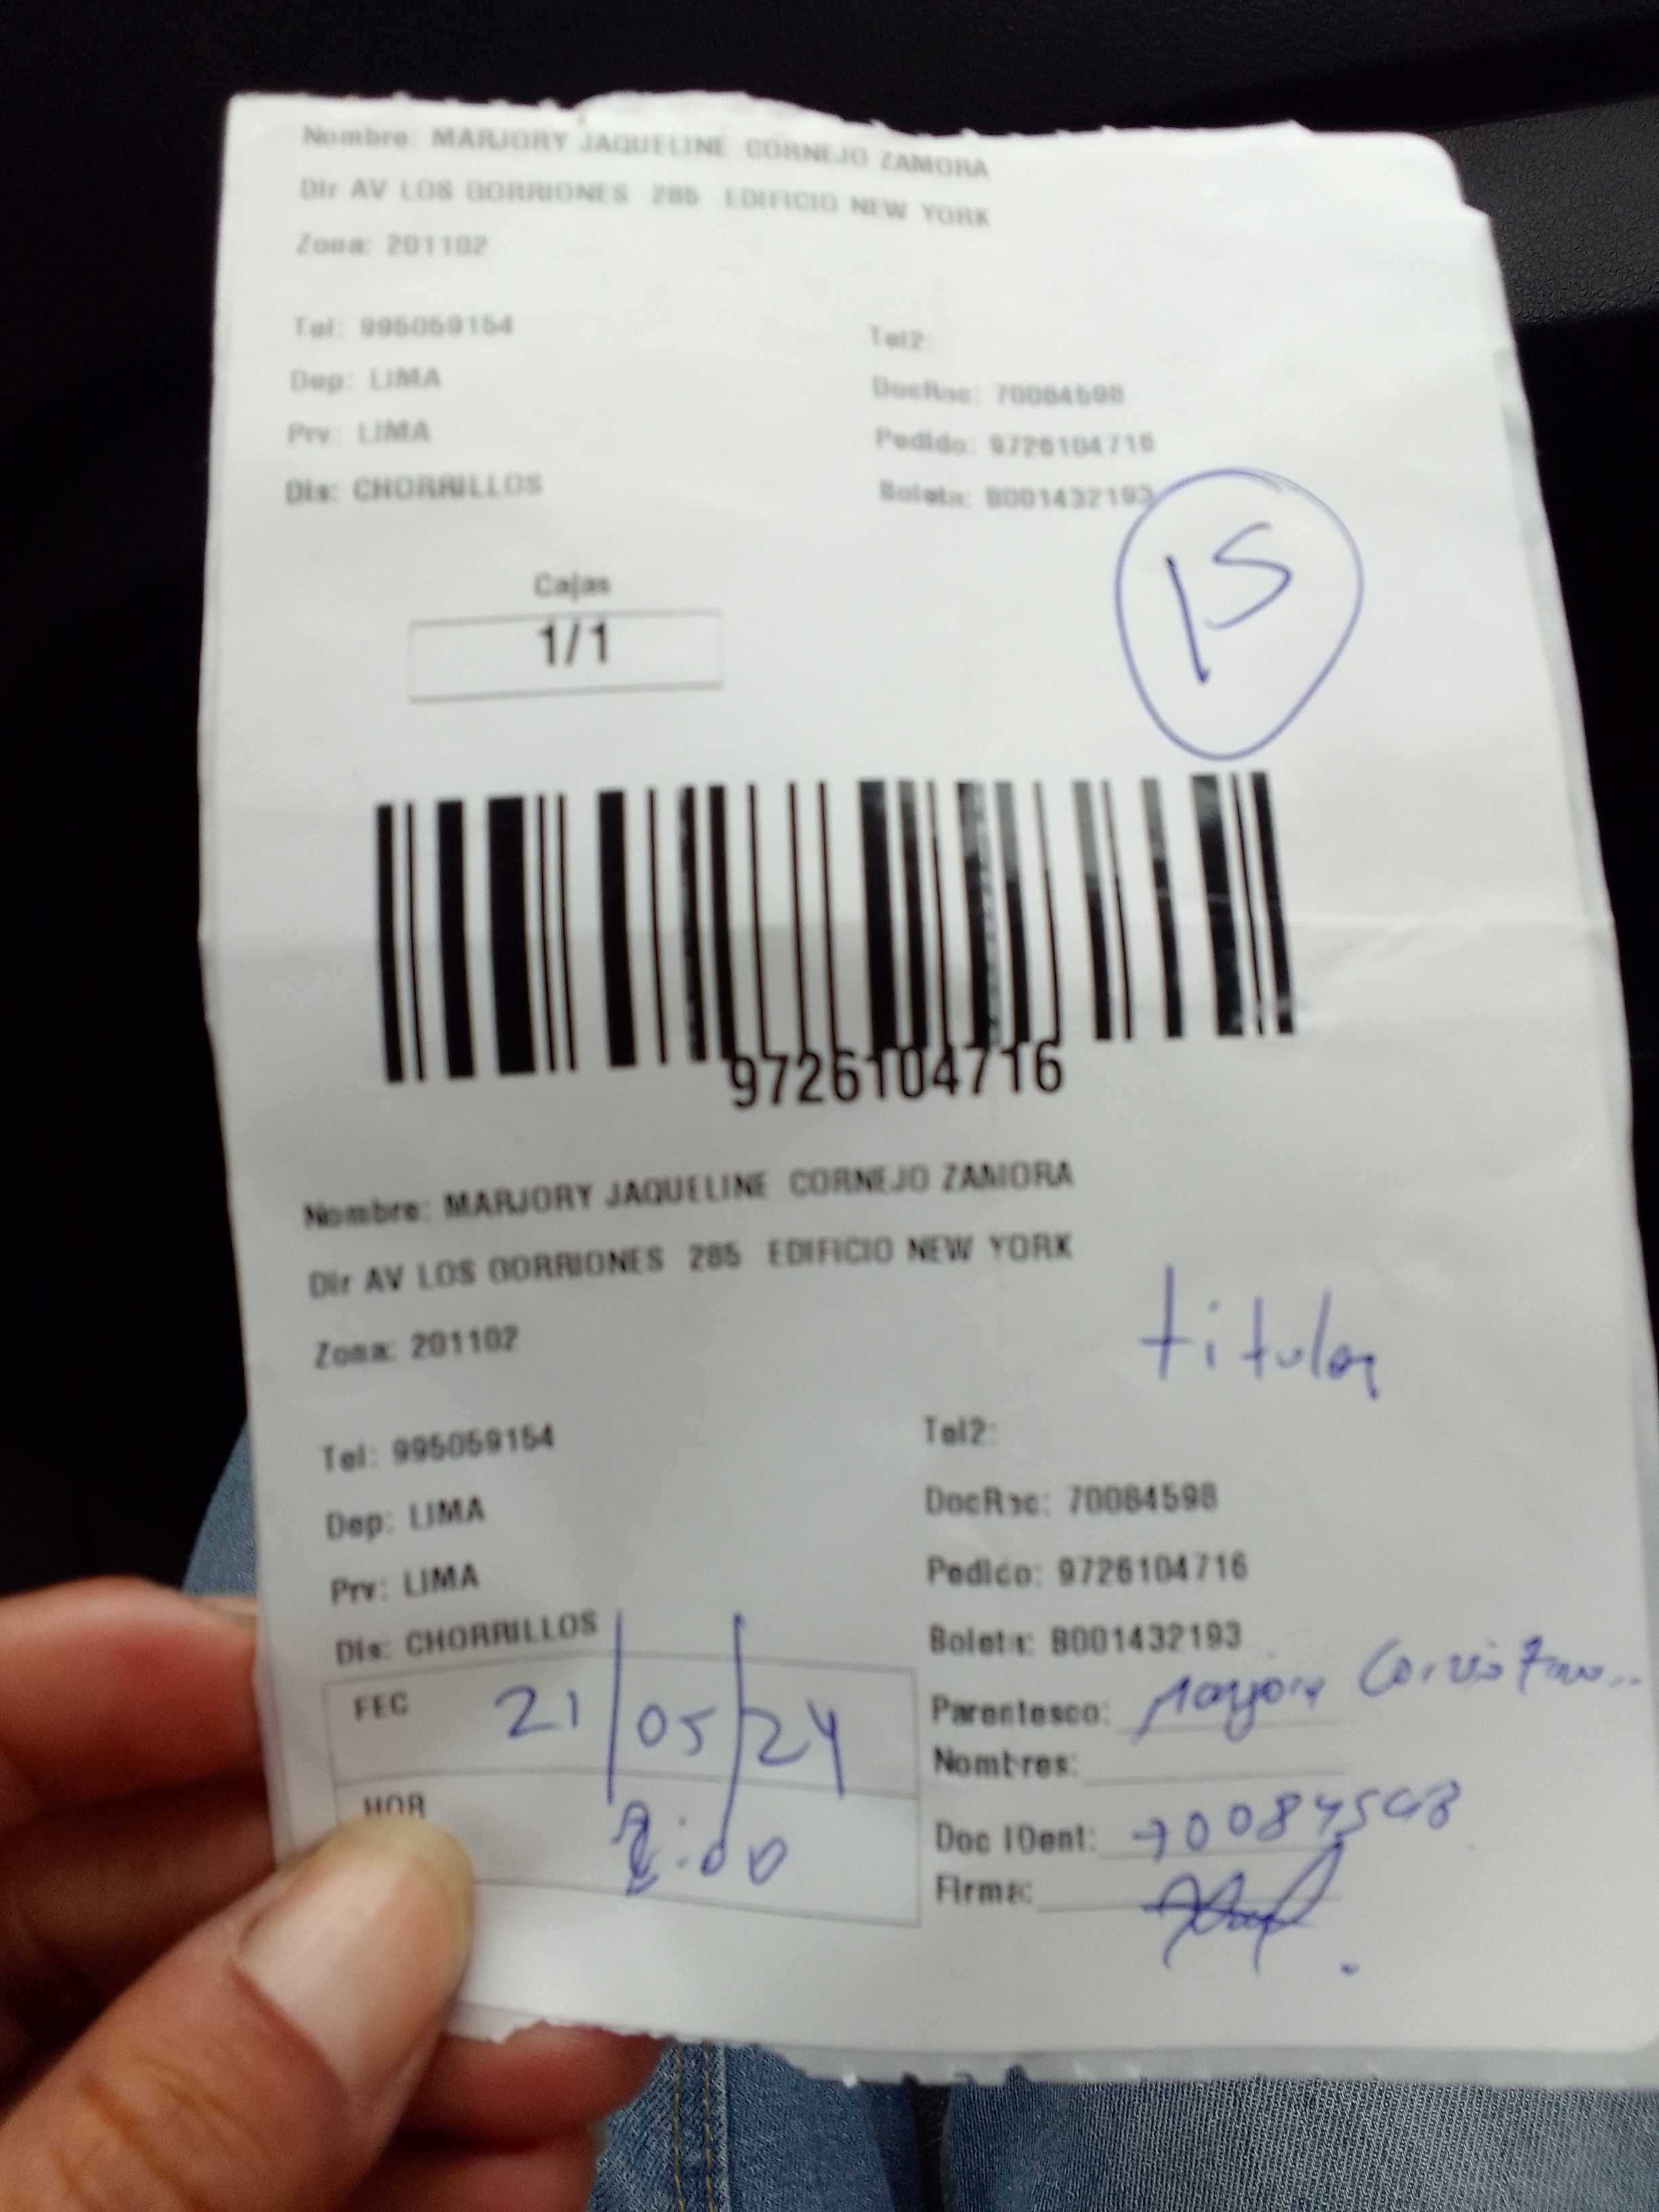 Nombre: MARJORY JAQUELINE CORNEJO ZAMORA
Dir AV LOS GORRIONES 285 EDIFICIO NEW YORK
Zona: 201102
Tel: 995059154 Tel2:
Dep: LIMA DocRec: 70084598
Prv: LIMA Pedido: 9726104716
Dis: CHORRILLOS Boleta: B001432193
15
Cajas
1/1
9726104716
Nombre: MARJORY JAQUELINE CORNEJO ZAMORA
Dir AV LOS GORRIONES 285 EDIFICIO NEW YORK
Zona: 201102
titular
Tel: 995059154 Tel2:
Dep: LIMA DocRec: 70084598
Prv: LIMA Pedido: 9726104716
Dis: CHORRILLOS Boleta: B001432193
FEC 21/05/24 Parentesco:
Nombres:
HOR Doc IDent: 70084598
Firma: